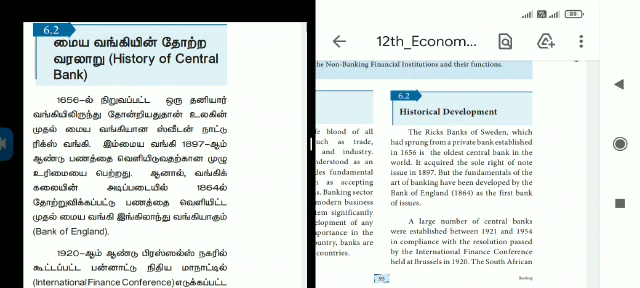 6.2
மைய வங்கியின் தோற்ற
வரலாறு (History of Central
Bank)
1656-ல் நிறுவப்பட்ட ஒரு தனியார்
வங்கியிலிருந்து தோன்றியதுதான் உலகின்
முதல் மைய வங்கியான ஸ்வீடன் நாட்டு
ரிக்ஸ் வங்கி. இம்மைய வங்கி 1897-ஆம்
ஆண்டு பணத்தை வெளியிடுவதற்கான முழு
உரிமையை பெற்றது. ஆனால், வங்கிக்
கலையின் அடிப்படையில் 1864ல்
தோற்றுவிக்கப்பட்டு பணத்தை வெளியிட்ட
முதல் மைய வங்கி இங்கிலாந்து வங்கியாகும்
(Bank of England).
1920-ஆம் ஆண்டு பிரஸ்ஸல்ஸ் நகரில்
கூட்டப்பட்ட பன்னாட்டு நிதிய மாநாட்டில்
(International Finance Conference) எடுக்கப்பட்ட
89
12th_Econom...
the Non-Banking Financial Institutions and their functions.
fe blood of all
such as trade,
and industry.
nderstood as an
des fundamental
h as accepting
. Banking sector
modern business
tem significantly
elopment of any
mportance in the
ountry, banks are
countries.
6.2
Historical Development
The Ricks Banks of Sweden, which
had sprung from a private bank established
in 1656 is the oldest central bank in the
world. It acquired the sole right of note
issue in 1897. But the fundamentals of the
art of banking have been developed by the
Bank of England (1864) as the first bank
of issues.
A large number of central banks
were established between 1921 and 1954
in compliance with the resolution passed
by the International Finance Conference
held at Brussels in 1920. The South African
95
Banking